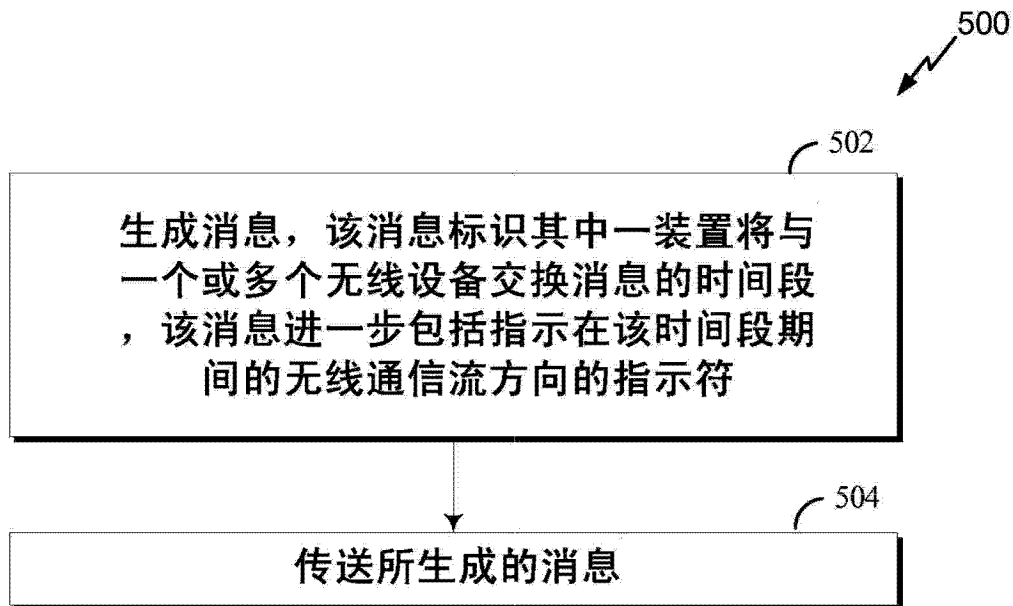 500
502
生成消息，该消息标识其中一装置将与
一个或多个无线设备交换消息的时间段
，该消息进一步包括指示在该时间段期
间的无线通信流方向的指示符
504
传送所生成的消息